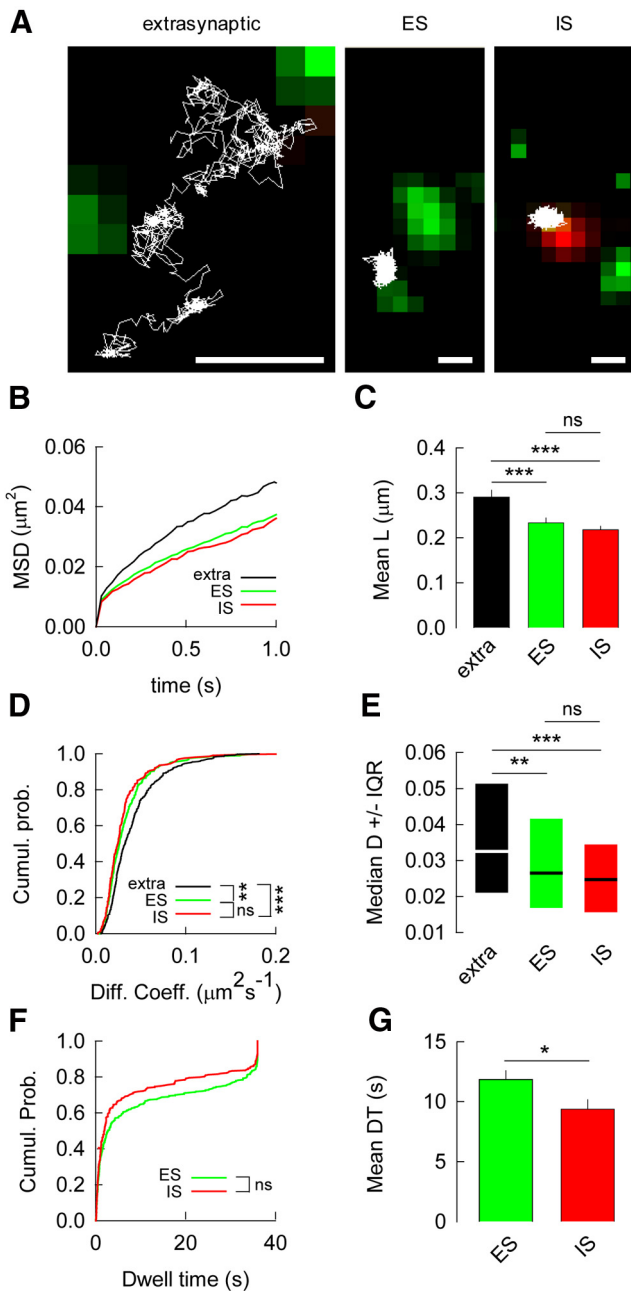 A
extrasynaptic
ES
IS
B
0.06
0.04
0.02
0.00
MSD (μm²)
extra
ES
IS
0.0
0.5
1.0
time (s)
C
ns
***
***
0.4
0.3
0.2
0.1
0.0
Mean L (μm)
extra
ES
IS
D
1.0
0.8
0.6
0.4
0.2
0.0
Cumul. prob.
extra
ES
IS
**
ns
***
0.0
0.1
0.2
Diff. Coeff. (μm²s⁻¹)
E
ns
***
**
0.06
0.05
0.04
0.03
0.02
0.01
Median D +/- IQR
extra
ES
IS
F
1.0
0.8
0.6
0.4
0.2
0.0
Cumul. Prob.
ES
IS
ns
0
20
40
Dwell time (s)
G
*
15
10
5
0
Mean DT (s)
ES
IS